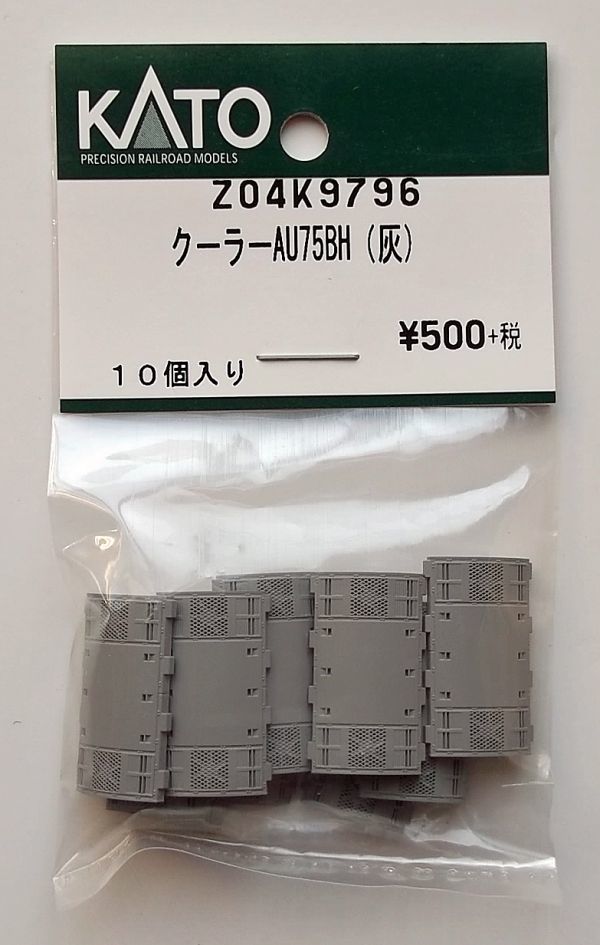 KATO
PRECISION RAILROAD MODELS
Z04K9796
クーラーAU75BH（灰）
¥500+税
１０個入り